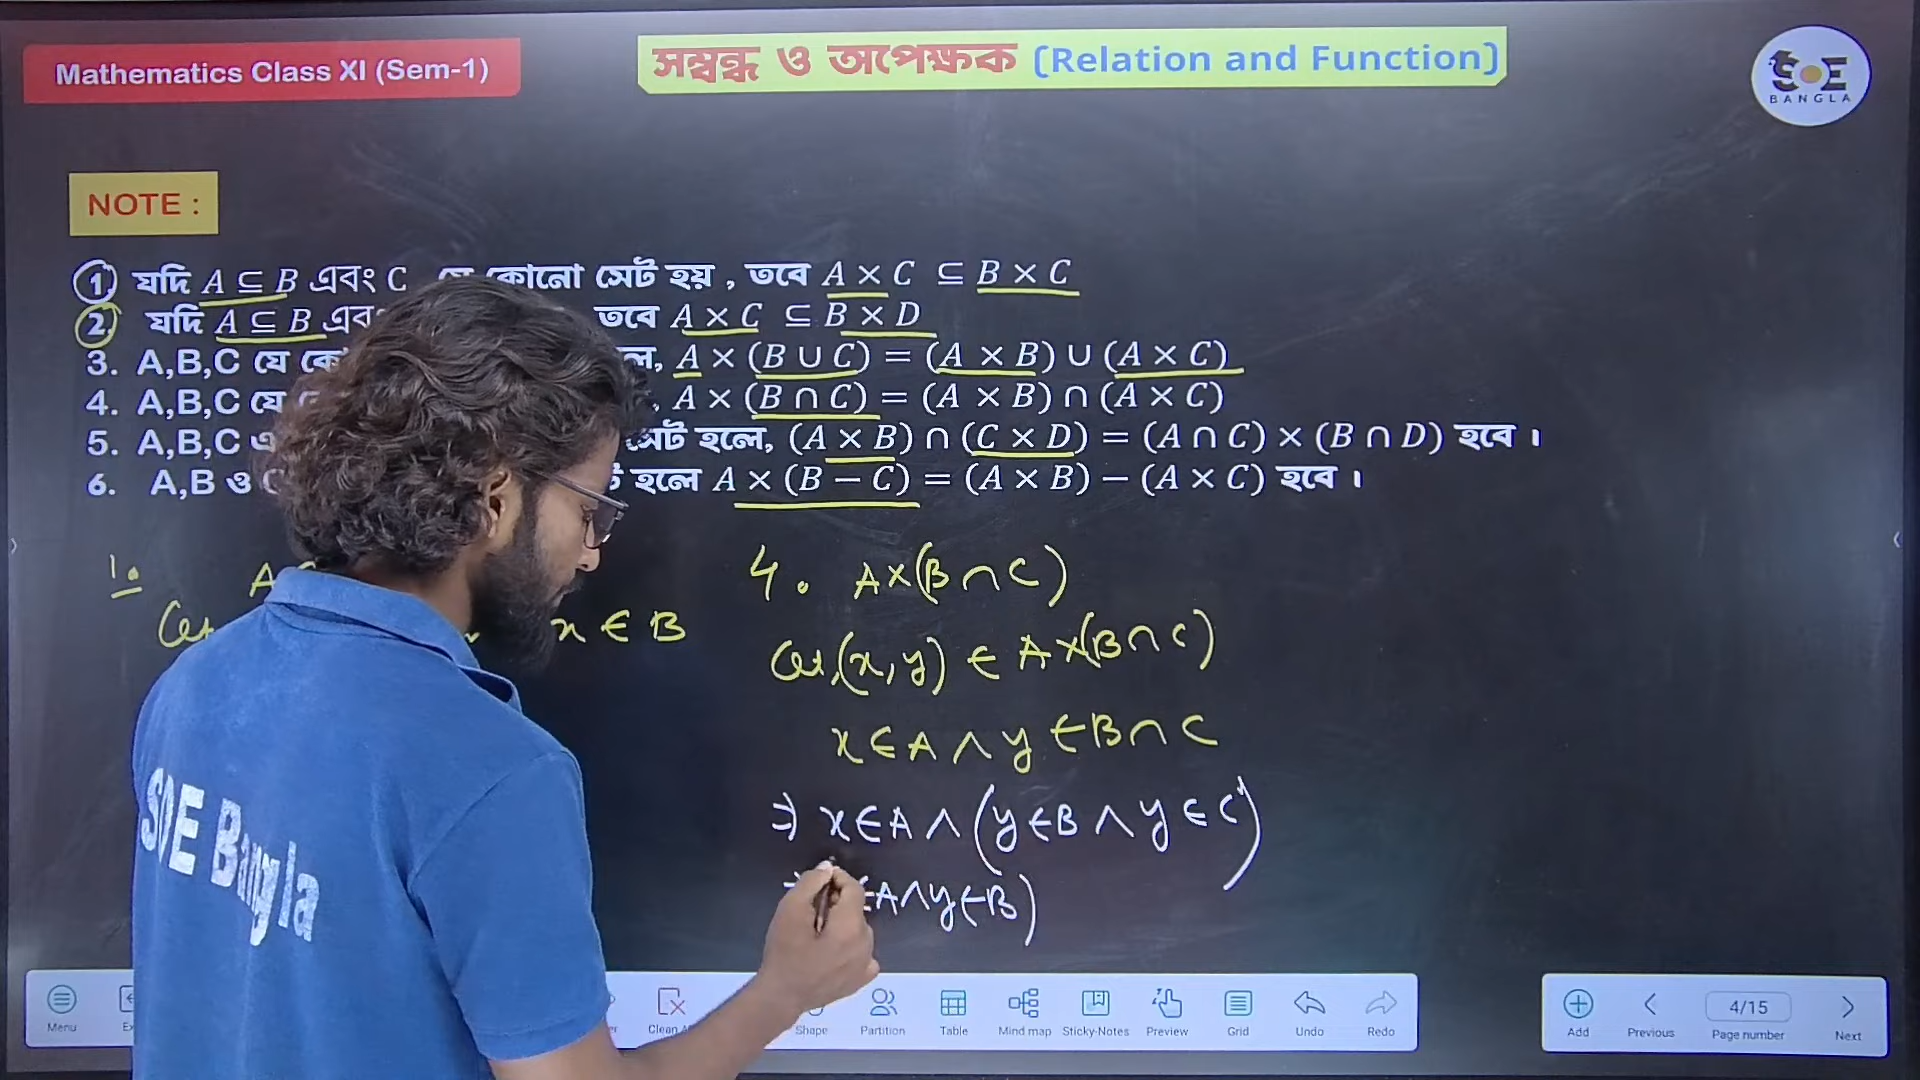 Mathematics Class XI (Sem-1)
সম্বন্ধ ও অপেক্ষক (Relation and Function)
SOE
BANGLA
NOTE :
1. যদি A ⊆ B এবং C কোনো সেট হয় , তবে A × C ⊆ B × C
2. যদি A ⊆ B তবে A × C ⊆ B × D
3. A,B,C যে A × (B ∪ C) = (A × B) ∪ (A × C)
4. A,B,C A × (B ∩ C) = (A × B) ∩ (A × C)
5. A,B,C হলে, (A × B) ∩ (C × D) = (A ∩ C) × (B ∩ D) হবে ।
6. A,B ও হলে A × (B − C) = (A × B) − (A × C) হবে ।
1.
A
x ∈ B
4. A×(B∩C)
Let,(x,y) ∈ A×(B∩C)
x∈A ∧ y ∈B∩C
⇒ x∈A ∧ (y∈B ∧ y∈C)
∈A∧y∈B)
SOE Bangla
Menu
Shape
Partition
Table
Mind map
Sticky-Notes
Preview
Grid
Undo
Redo
Add
Previous
4/15
Page number
Next